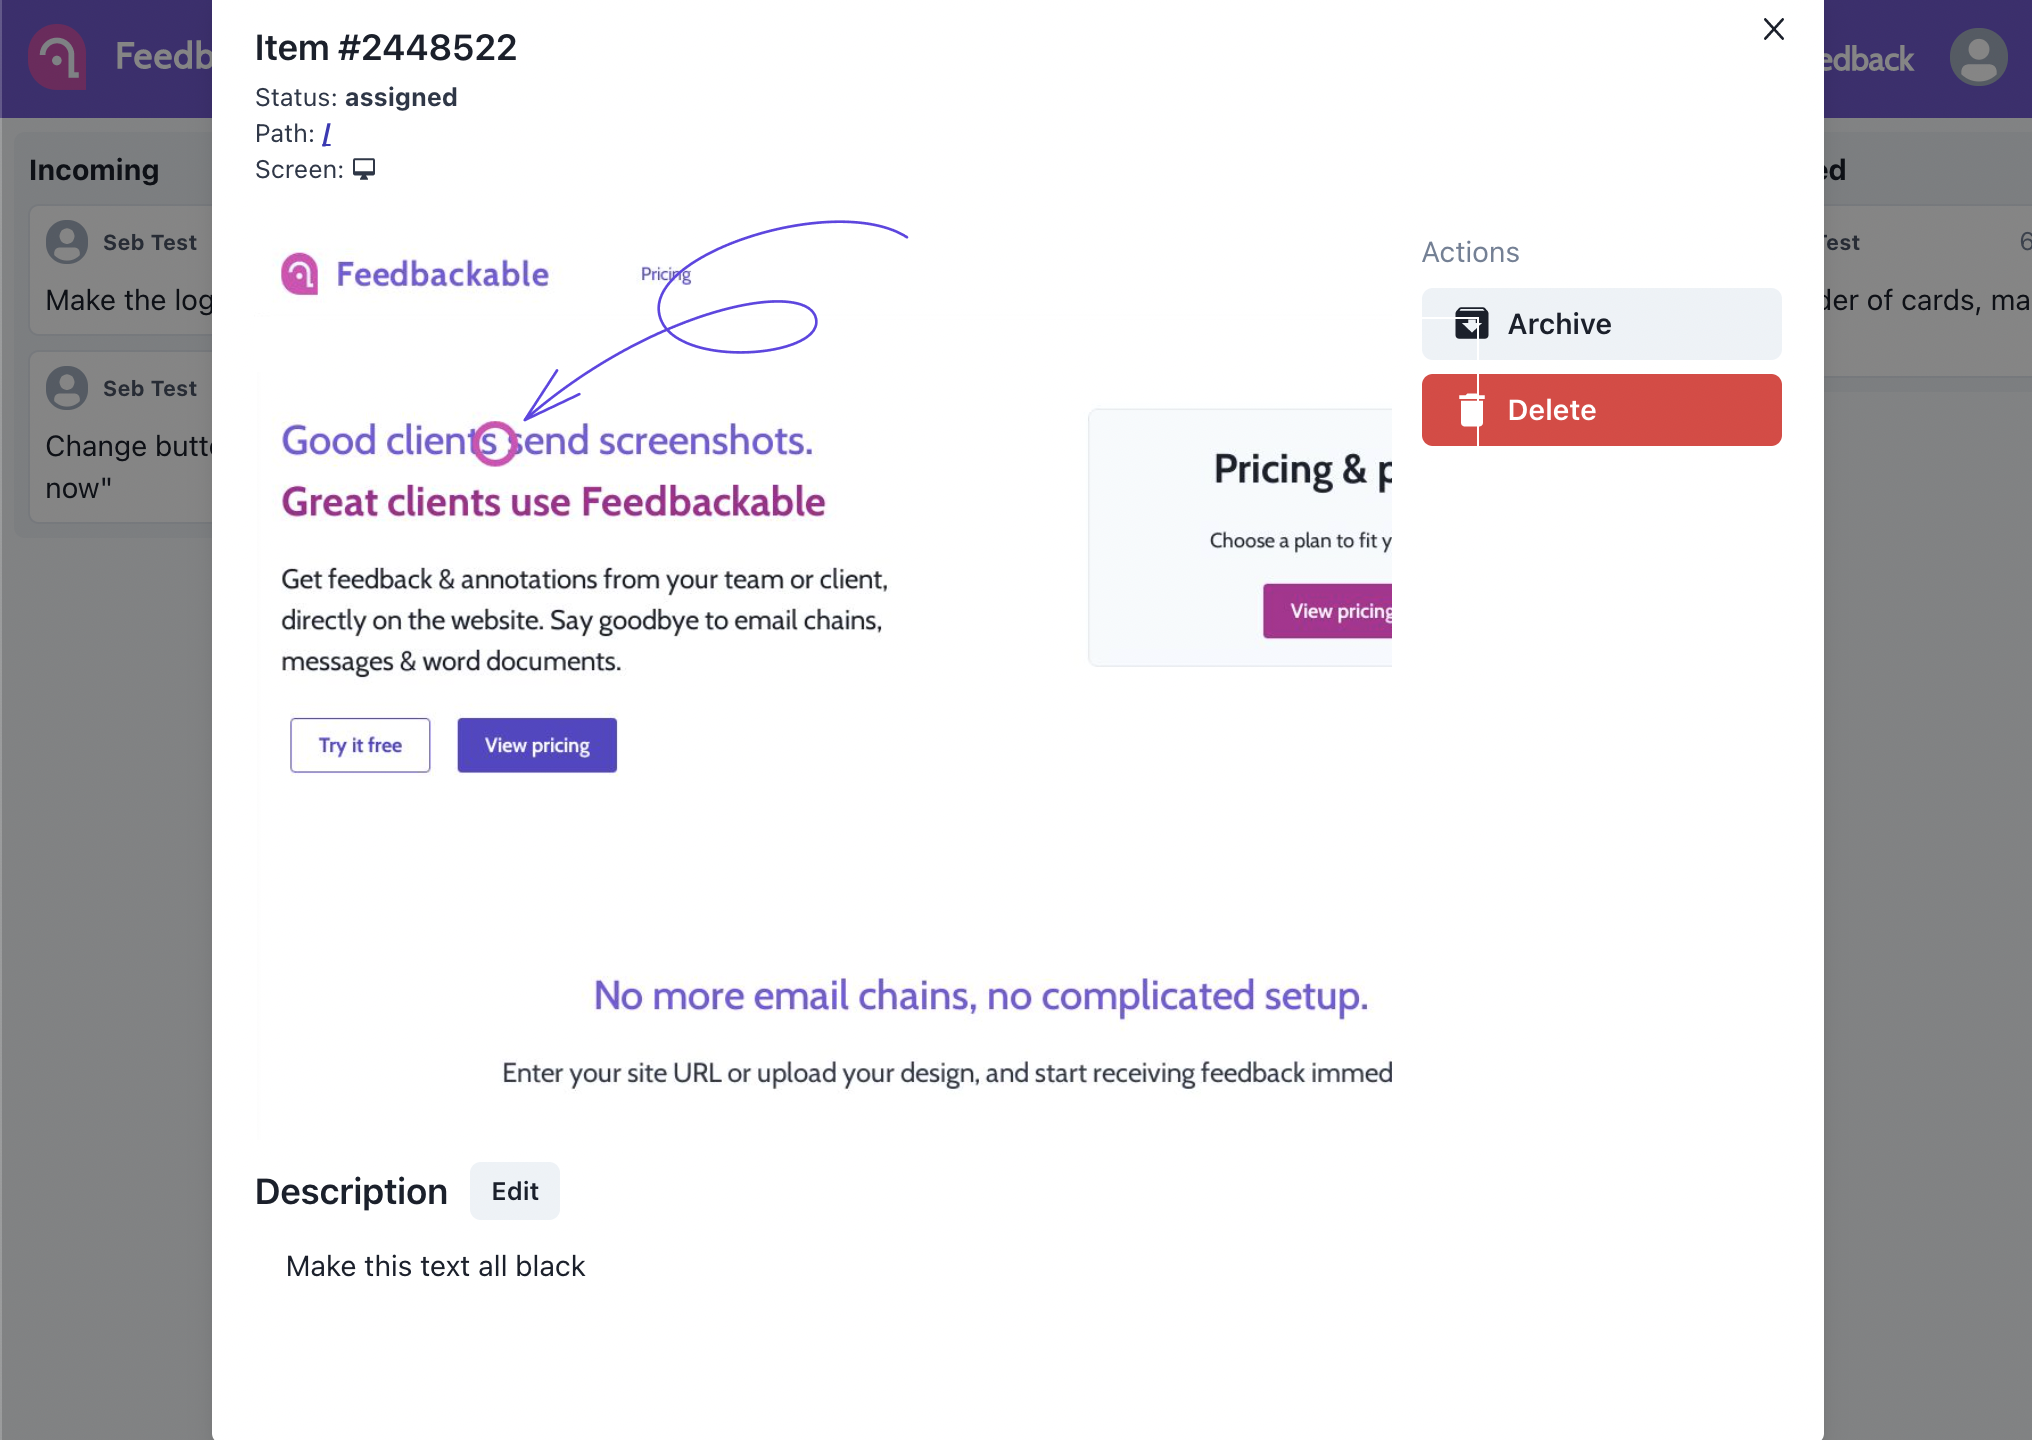 Feedb
edback
Incoming
Seb Test
Make the log
Seb Test
Change butt
now"
Item #2448522
Status: assigned
Path: /
Screen:
Feedbackable
Pricing
Good clients send screenshots.
Great clients use Feedbackable
Get feedback & annotations from your team or client,
directly on the website. Say goodbye to email chains,
messages & word documents.
Try it free
View pricing
Pricing & p
Choose a plan to fit y
View pricing
No more email chains, no complicated setup.
Enter your site URL or upload your design, and start receiving feedback immed
Description
Edit
Make this text all black
Actions
Archive
Delete
ed
Test
6
der of cards, ma